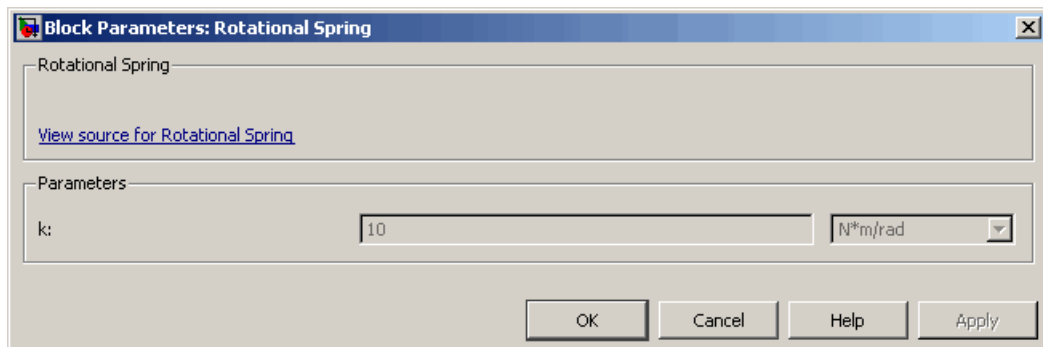 Block Parameters: Rotational Spring
Rotational Spring
View source for Rotational Spring
Parameters
k: 10 N*m/rad
OK Cancel Help Apply